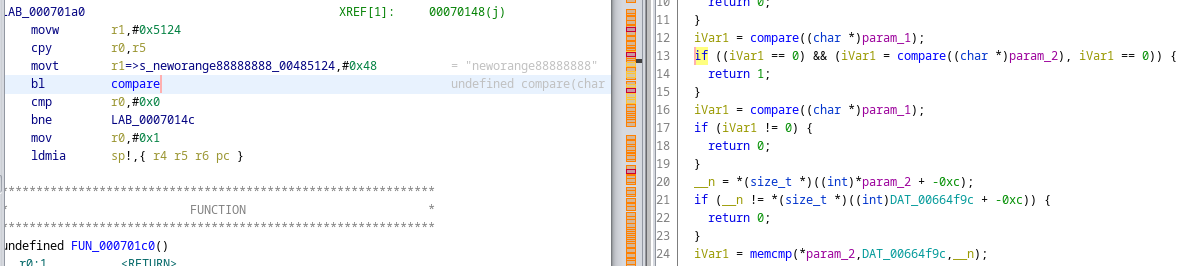 LAB_000701a0 XREF[1]: 00070148(j)
movw r1,#0x5124
cpy r0,r5
movt r1=>s_neworange88888888_00485124,#0x48 = "neworange88888888"
bl compare undefined compare(char
cmp r0,#0x0
bne LAB_0007014c
mov r0,#0x1
ldmia sp!,{ r4 r5 r6 pc }
************************************************************
* FUNCTION *
************************************************************
undefined FUN_000701c0()
r0:1 <RETURN>
10 return 0;
11 }
12 iVar1 = compare((char *)param_1);
13 if ((iVar1 == 0) && (iVar1 = compare((char *)param_2), iVar1 == 0)) {
14 return 1;
15 }
16 iVar1 = compare((char *)param_1);
17 if (iVar1 != 0) {
18 return 0;
19 }
20 __n = *(size_t *)((int)*param_2 + -0xc);
21 if (__n != *(size_t *)((int)DAT_00664f9c + -0xc)) {
22 return 0;
23 }
24 iVar1 = memcmp(*param_2,DAT_00664f9c,__n);